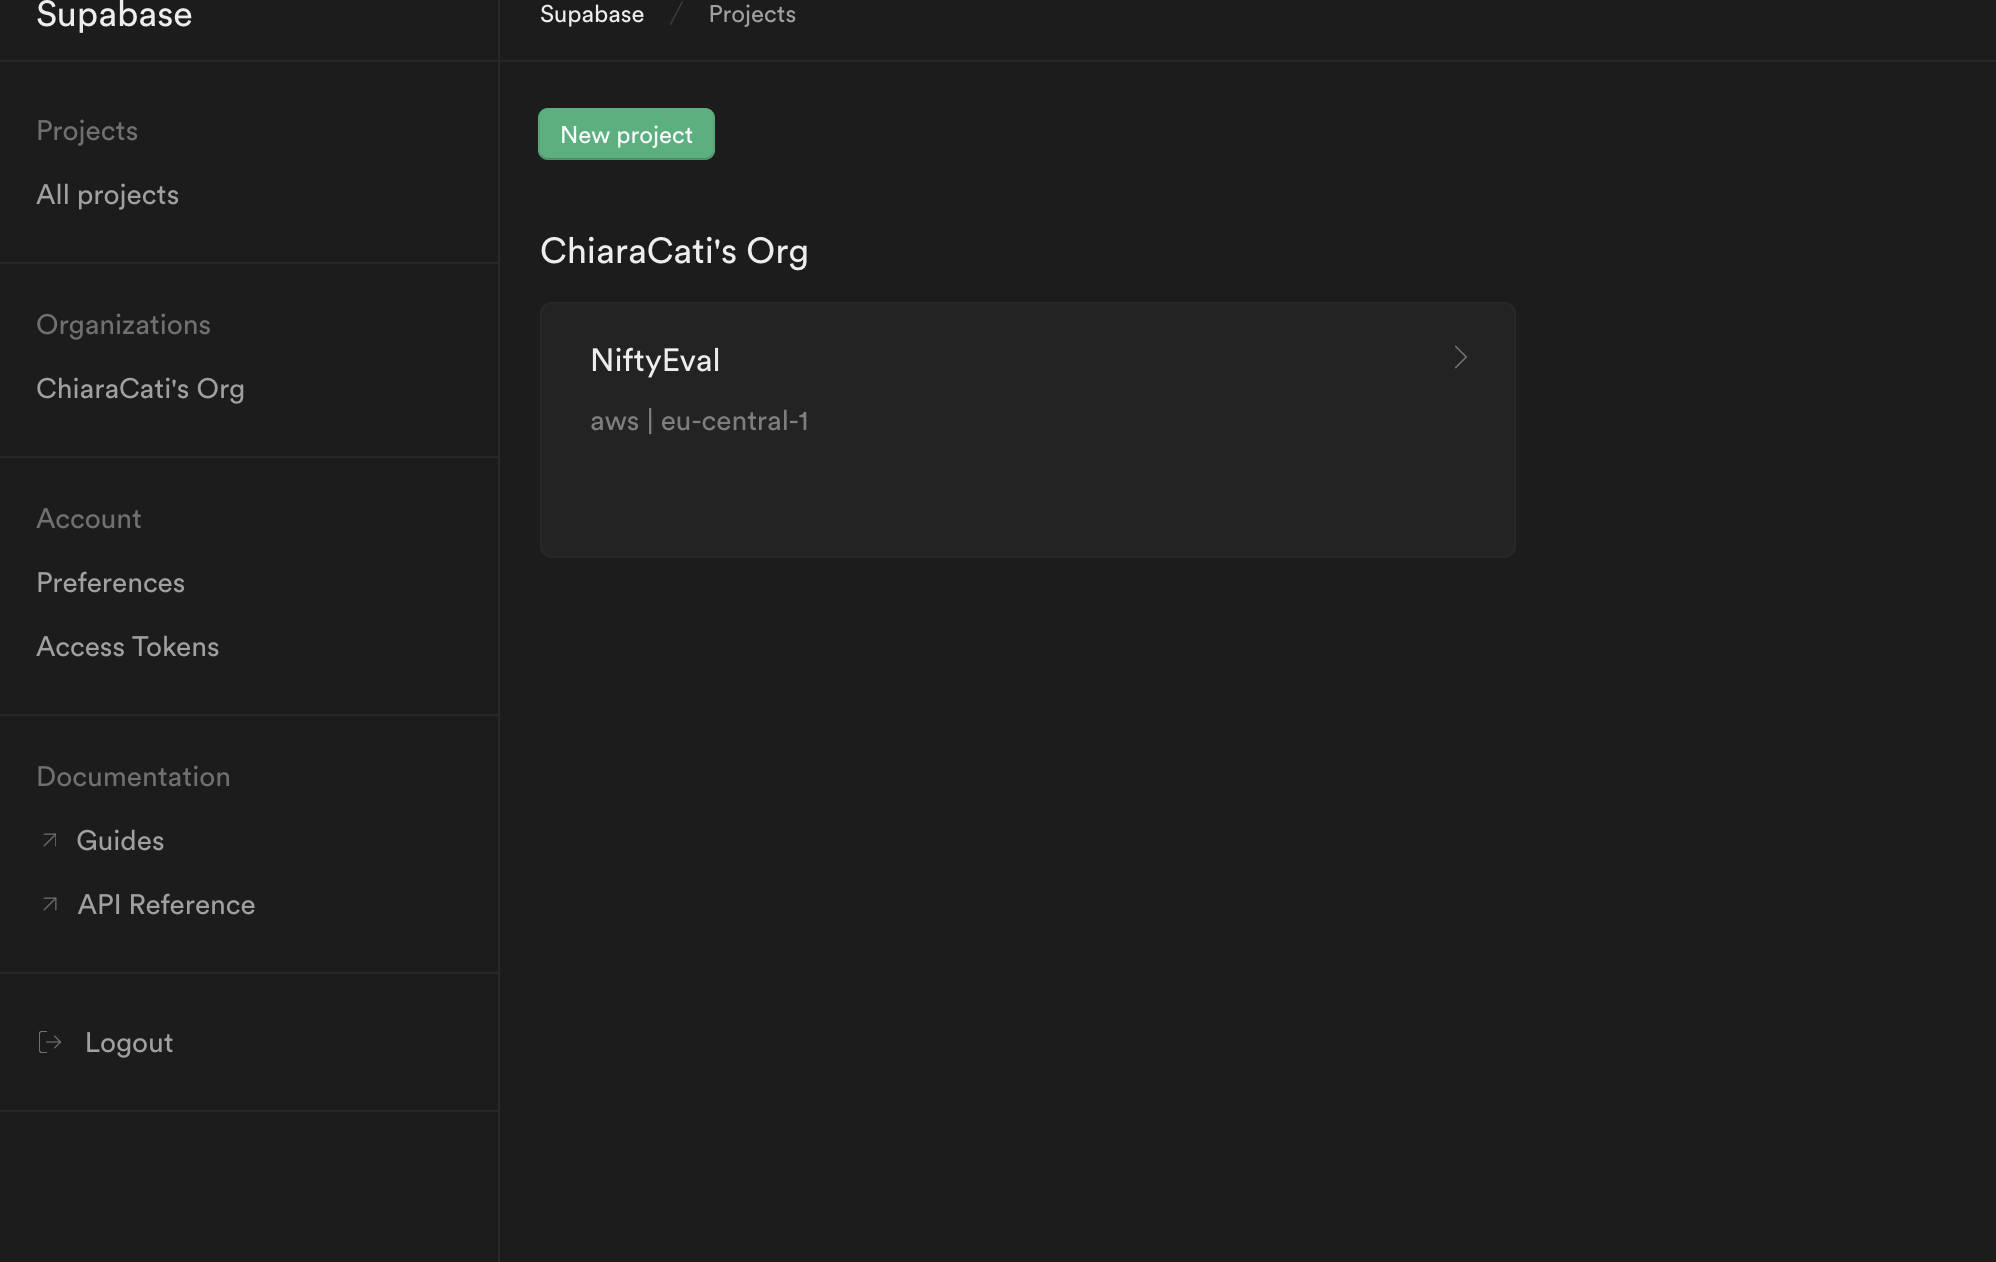 Supabase
Projects
All projects
Organizations
ChiaraCati's Org
Account
Preferences
Access Tokens
Documentation
Guides
API Reference
Logout
Supabase / Projects
New project
ChiaraCati's Org
NiftyEval
aws | eu-central-1